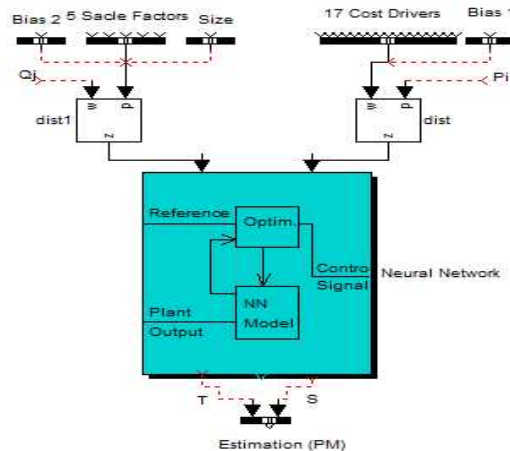 Bias 2
5 Sacle Factors
Size
17 Cost Drivers
Bias 1
Qj
Pi
w
p
dist1
z
w
p
dist
z
Reference
Optim.
Contro
Signal
Neural Network
Plant
Output
NN
Model
T
S
Estimation (PM)